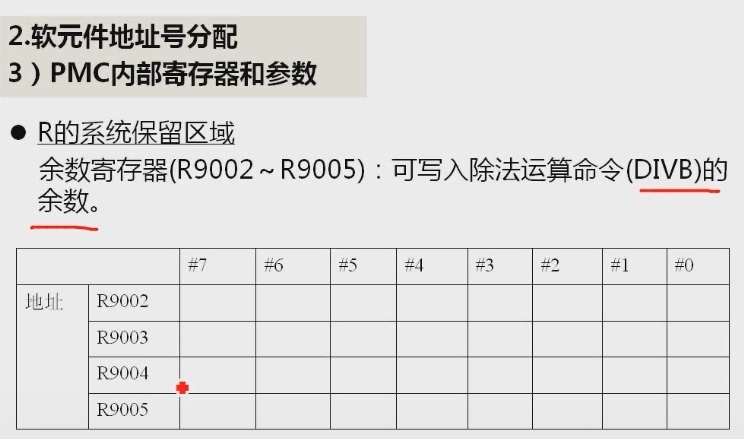 2.软元件地址号分配
3）PMC内部寄存器和参数
● R的系统保留区域
余数寄存器(R9002～R9005)：可写入除法运算命令(DIVB)的
余数。
#7 #6 #5 #4 #3 #2 #1 #0
地址 R9002
R9003
R9004
R9005